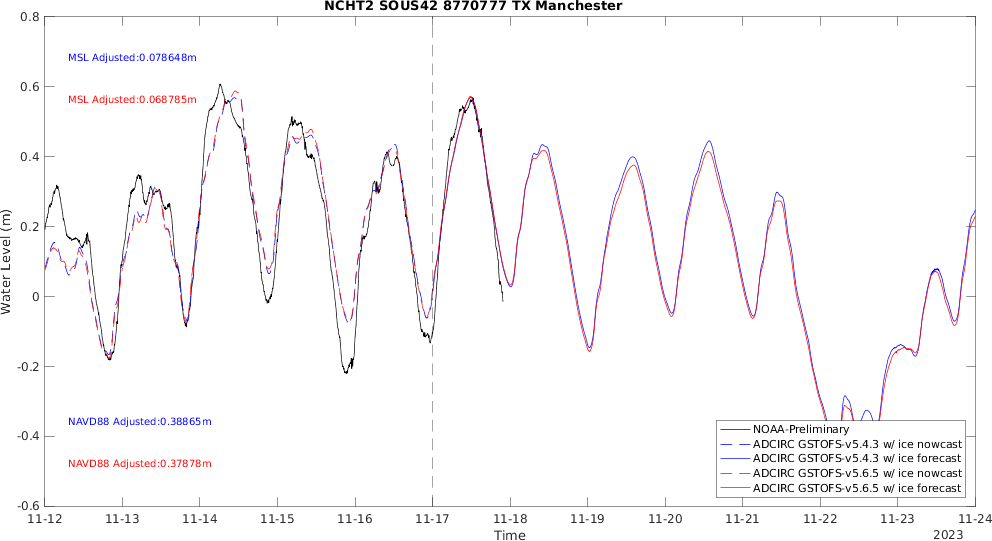 NCHT2 SOUS42 8770777 TX Manchester
0.8
0.6
0.4
0.2
0
-0.2
-0.4
-0.6
Water Level (m)
MSL Adjusted:0.078648m
MSL Adjusted:0.068785m
NAVD88 Adjusted:0.38865m
NAVD88 Adjusted:0.37878m
NOAA-Preliminary
ADCIRC GSTOFS-v5.4.3 w/ ice nowcast
ADCIRC GSTOFS-v5.4.3 w/ ice forecast
ADCIRC GSTOFS-v5.6.5 w/ ice nowcast
ADCIRC GSTOFS-v5.6.5 w/ ice forecast
11-12 11-13 11-14 11-15 11-16 11-17 11-18 11-19 11-20 11-21 11-22 11-23 11-24
Time
2023